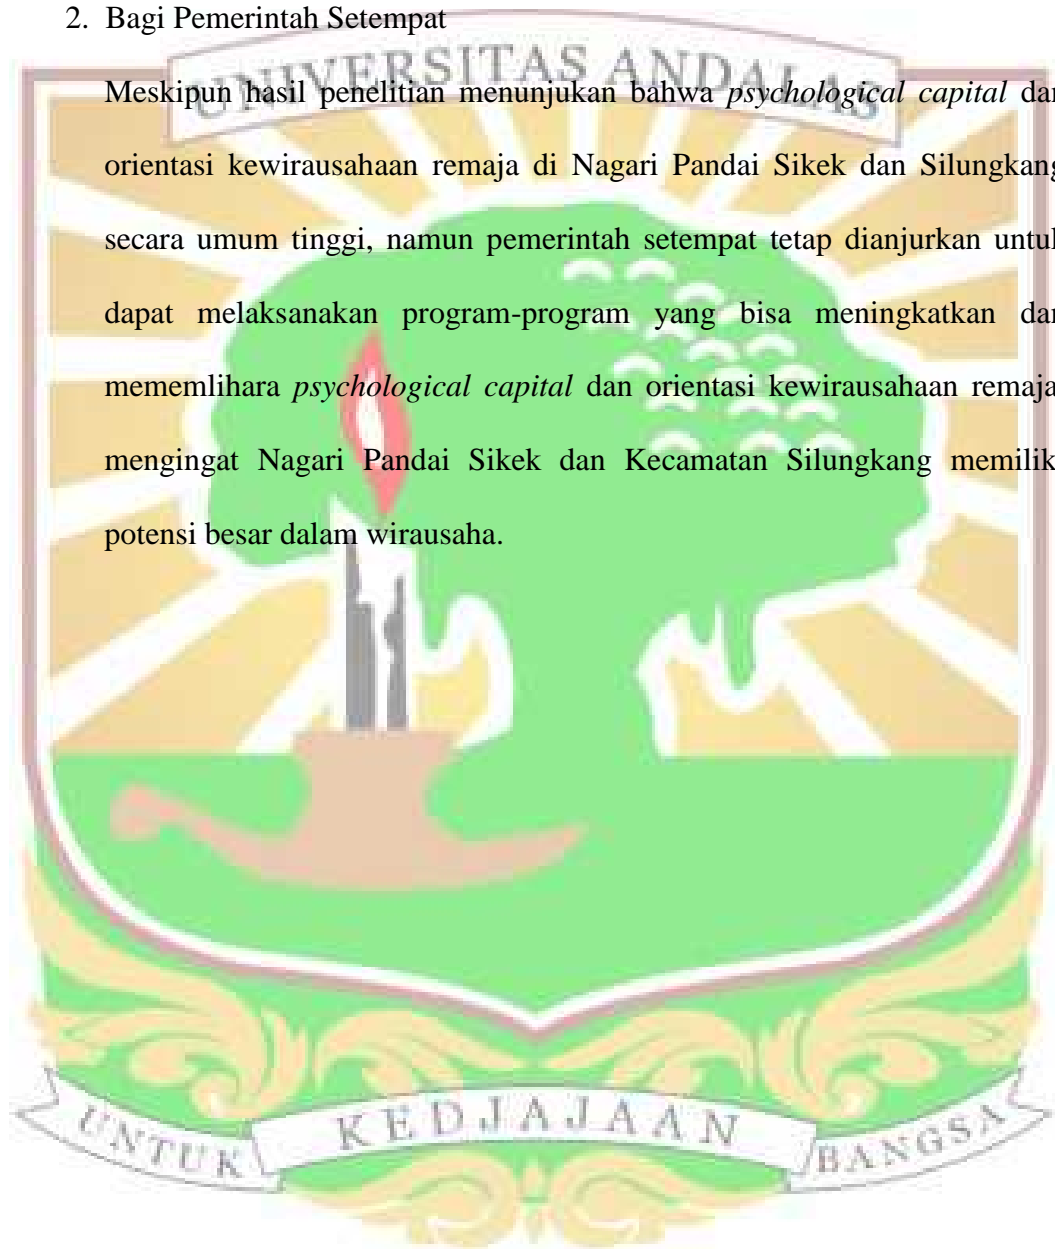 2. Bagi Pemerintah Setempat
UNIVERSITAS ANDALAS
Meskipun hasil penelitian menunjukan bahwa psychological capital dan
orientasi kewirausahaan remaja di Nagari Pandai Sikek dan Silungkang
secara umum tinggi, namun pemerintah setempat tetap dianjurkan untuk
dapat melaksanakan program-program yang bisa meningkatkan dan
mememlihara psychological capital dan orientasi kewirausahaan remaja
mengingat Nagari Pandai Sikek dan Kecamatan Silungkang memiliki
potensi besar dalam wirausaha.
UNTUK KEDJAJAAN BANGSA